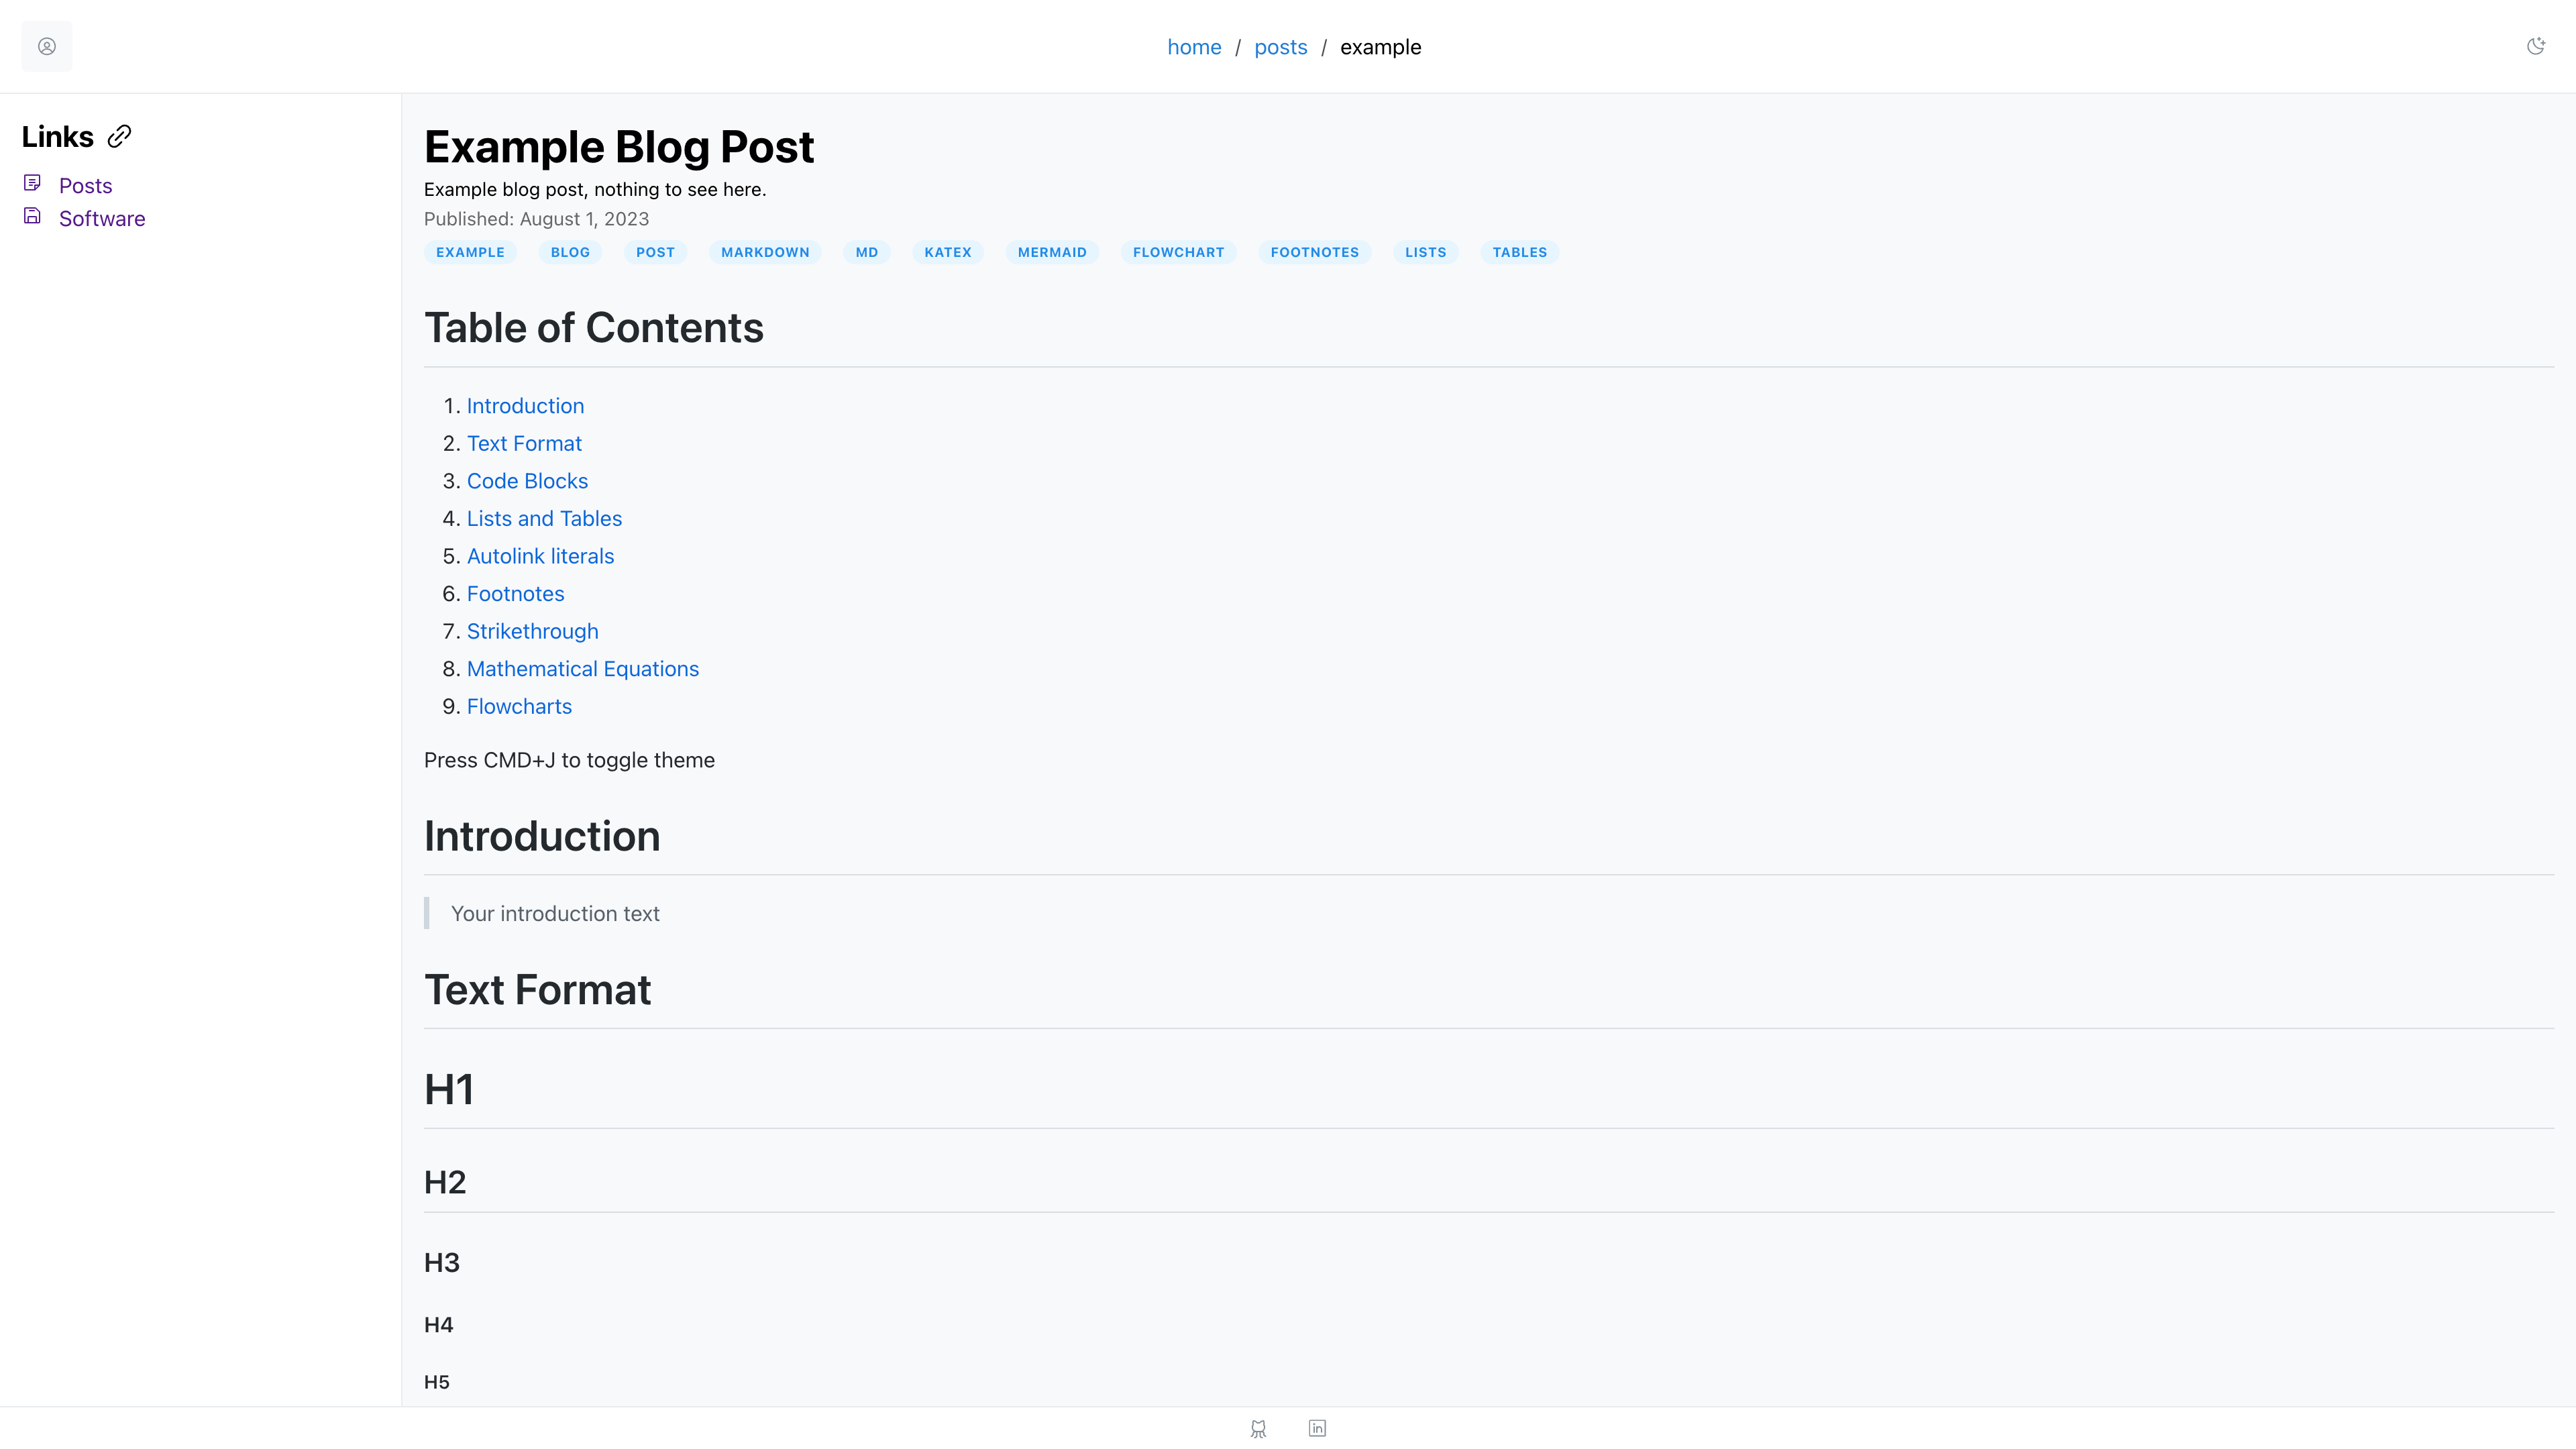 home / posts / example
Links
Posts
Software
Example Blog Post
Example blog post, nothing to see here.
Published: August 1, 2023
EXAMPLE BLOG POST MARKDOWN MD KATEX MERMAID FLOWCHART FOOTNOTES LISTS TABLES
Table of Contents
1. Introduction
2. Text Format
3. Code Blocks
4. Lists and Tables
5. Autolink literals
6. Footnotes
7. Strikethrough
8. Mathematical Equations
9. Flowcharts
Press CMD+J to toggle theme
Introduction
Your introduction text
Text Format
H1
H2
H3
H4
H5
in